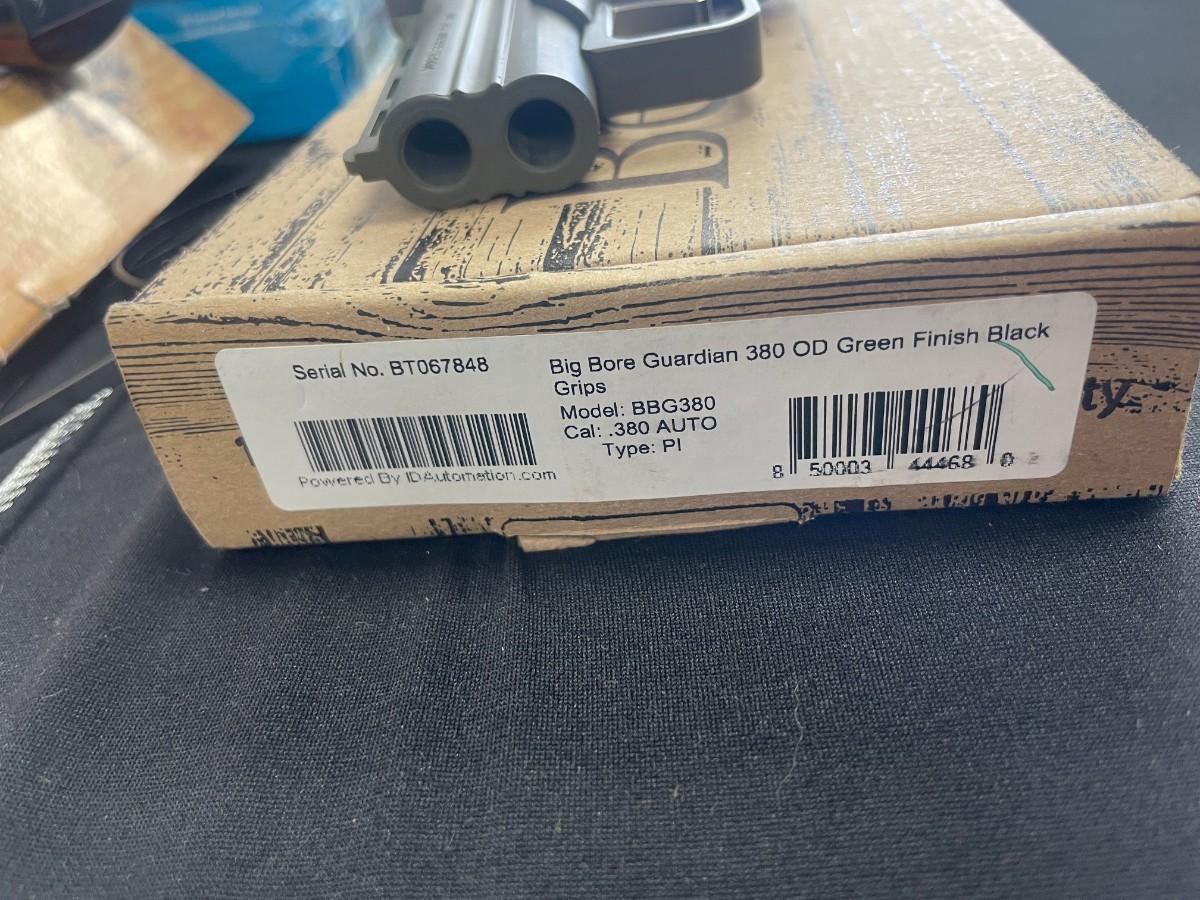 B
Serial No. BT067848
Big Bore Guardian 380 OD Green Finish Black
Grips
Model: BBG380
Cal: .380 AUTO
Type: PI
Powered By IDAutomation.com
8 50003 44468 0
ty